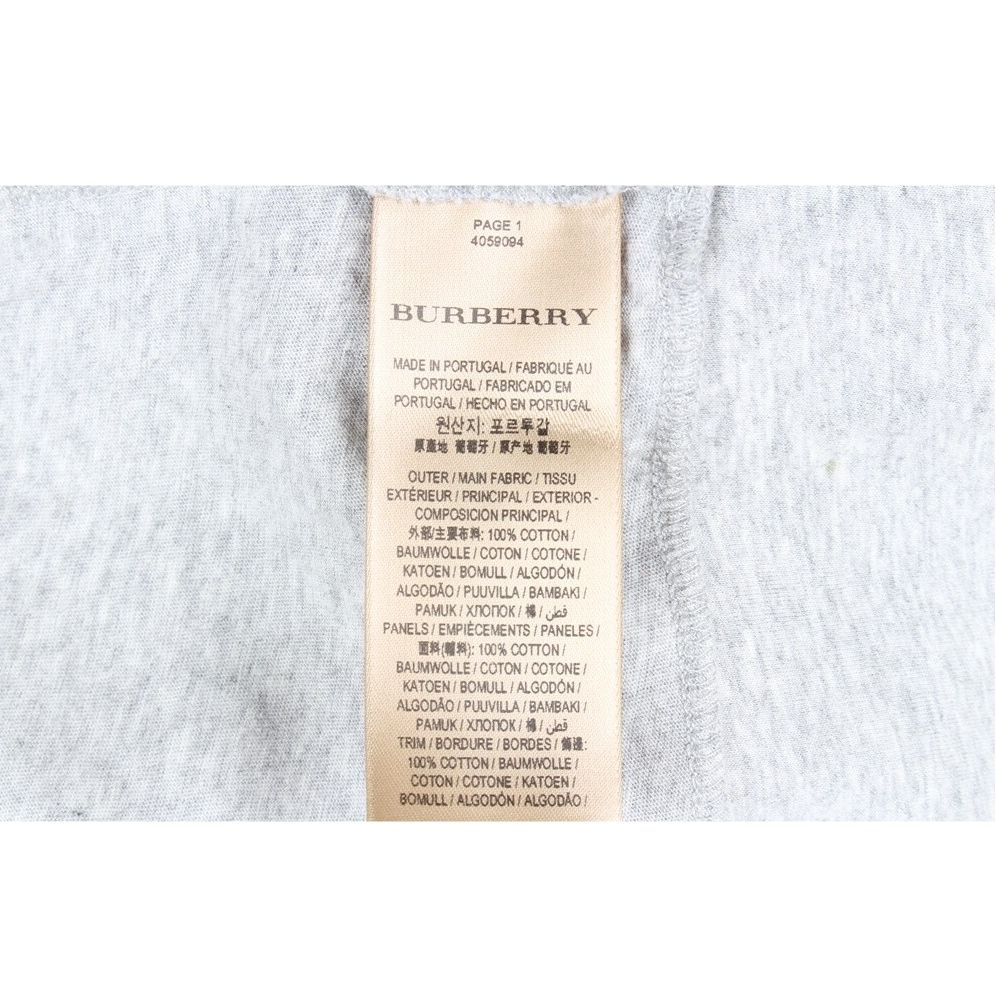 PAGE 1
4059094
BURBERRY
MADE IN PORTUGAL / FABRIQUÉ AU
PORTUGAL / FABRICADO EM
PORTUGAL / HECHO EN PORTUGAL
원산지: 포르투갈
原產地 葡萄牙 / 原产地 葡萄牙
OUTER / MAIN FABRIC / TISSU
EXTÉRIEUR / PRINCIPAL / EXTERIOR -
COMPOSICION PRINCIPAL /
外部/主要布料: 100% COTTON /
BAUMWOLLE / COTON / COTONE /
KATOEN / BOMULL / ALGODÓN /
ALGODÃO / PUUVILLA / BAMBAKI /
PAMUK / ХЛОПОК / 棉 / قطن /
PANELS / EMPIÈCEMENTS / PANELES /
面料(輔料): 100% COTTON /
BAUMWOLLE / COTON / COTONE /
KATOEN / BOMULL / ALGODÓN /
ALGODÃO / PUUVILLA / BAMBAKI /
PAMUK / ХЛОПОК / 棉 / قطن /
TRIM / BORDURE / BORDES / 飾邊:
100% COTTON / BAUMWOLLE /
COTON / COTONE / KATOEN /
BOMULL / ALGODÓN / ALGODÃO /